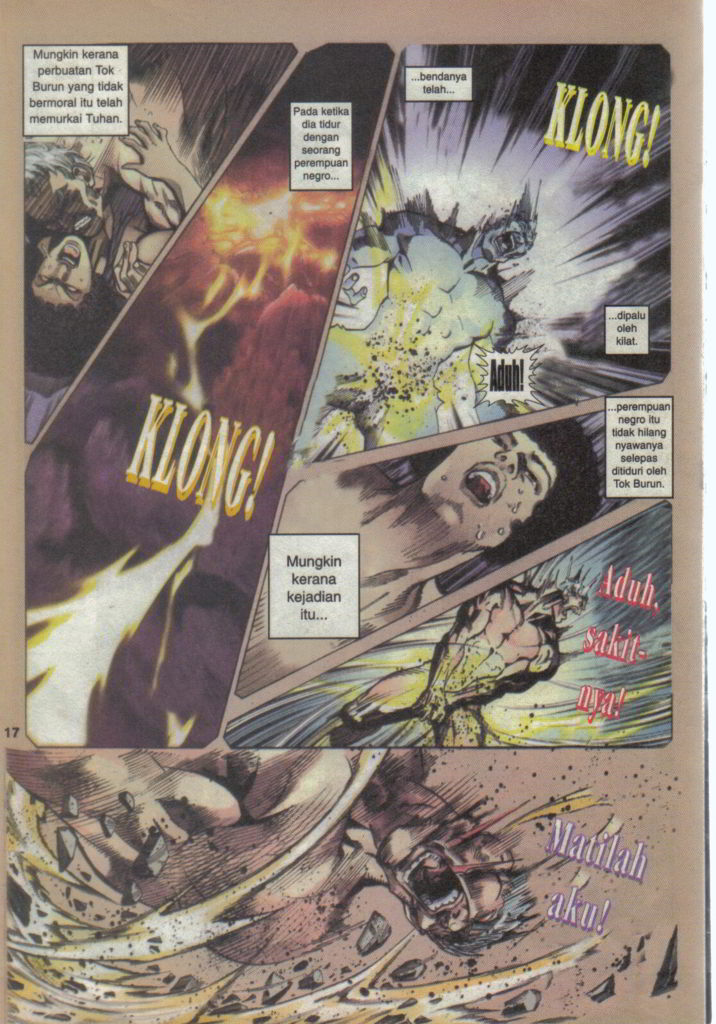 Mungkin kerana
perbuatan Tok
Burun yang tidak
bermoral itu telah
memurkai Tuhan.
Pada ketika
dia tidur
dengan
seorang
perempuan
negro...
...bendanya
telah...
KLONG!
...dipalu
oleh
kilat.
Aduh!
KLONG!
Mungkin
kerana
kejadian
itu...
...perempuan
negro itu
tidak hilang
nyawanya
selepas
ditiduri oleh
Tok Burun.
Aduh,
sakit-
nya!
17
Matilah
aku!